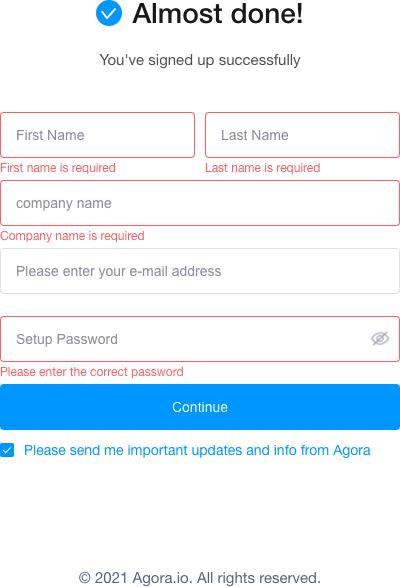 Almost done!
You've signed up successfully
First Name
Last Name
First name is required
Last name is required
company name
Company name is required
Please enter your e-mail address
Setup Password
Please enter the correct password
Continue
Please send me important updates and info from Agora
© 2021 Agora.io. All rights reserved.